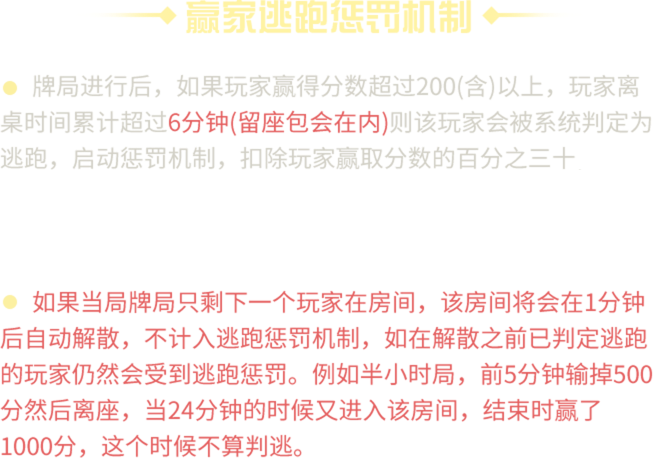 赢家逃跑惩罚机制
牌局进行后，如果玩家赢得分数超过200(含)以上，玩家离
桌时间累计超过6分钟(留座包会在内)则该玩家会被系统判定为
逃跑，启动惩罚机制，扣除玩家赢取分数的百分之三十
如果当局牌局只剩下一个玩家在房间，该房间将会在1分钟
后自动解散，不计入逃跑惩罚机制，如在解散之前已判定逃跑
的玩家仍然会受到逃跑惩罚。例如半小时局，前5分钟输掉500
分然后离座，当24分钟的时候又进入该房间，结束时赢了
1000分，这个时候不算判逃。